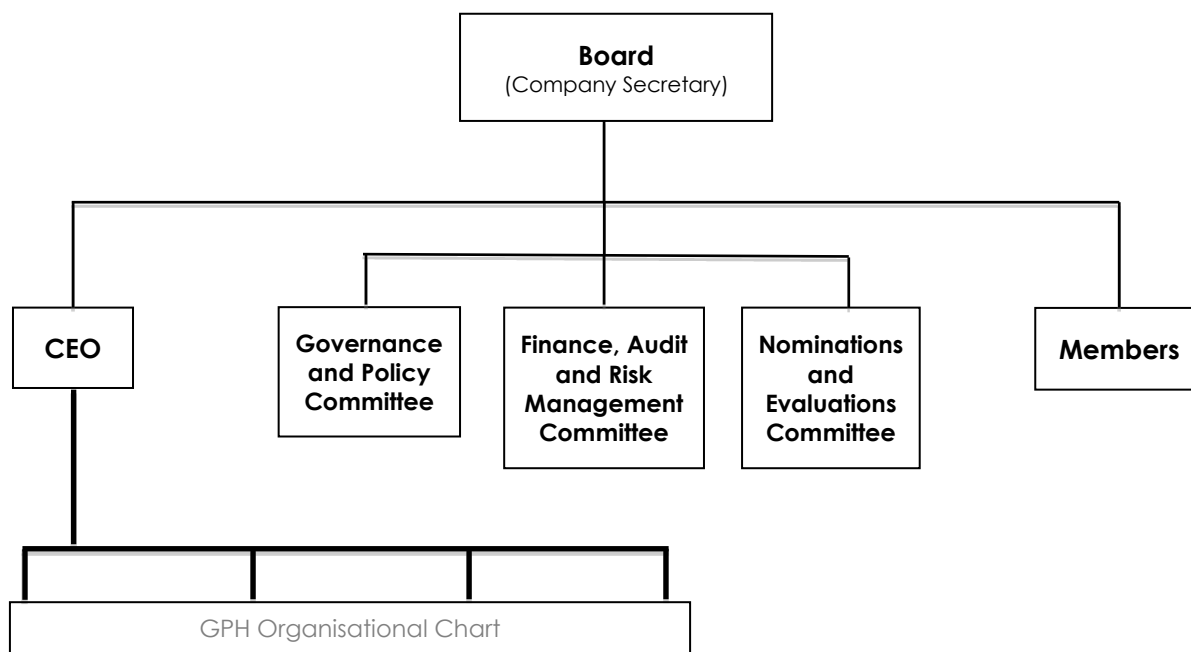 Board
(Company Secretary)
CEO
Governance
and Policy
Committee
Finance, Audit
and Risk
Management
Committee
Nominations
and
Evaluations
Committee
Members
GPH Organisational Chart